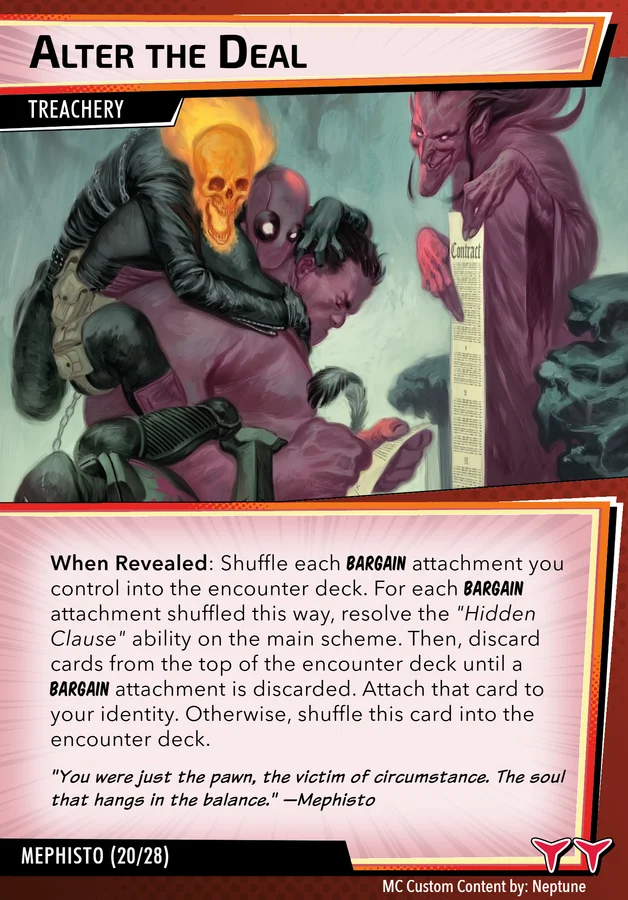 ALTER THE DEAL
TREACHERY
Contract
When Revealed: Shuffle each BARGAIN attachment you
control into the encounter deck. For each BARGAIN
attachment shuffled this way, resolve the "Hidden
Clause" ability on the main scheme. Then, discard
cards from the top of the encounter deck until a
BARGAIN attachment is discarded. Attach that card to
your identity. Otherwise, shuffle this card into the
encounter deck.
"You were just the pawn, the victim of circumstance. The soul
that hangs in the balance." —Mephisto
MEPHISTO (20/28)
MC Custom Content by: Neptune